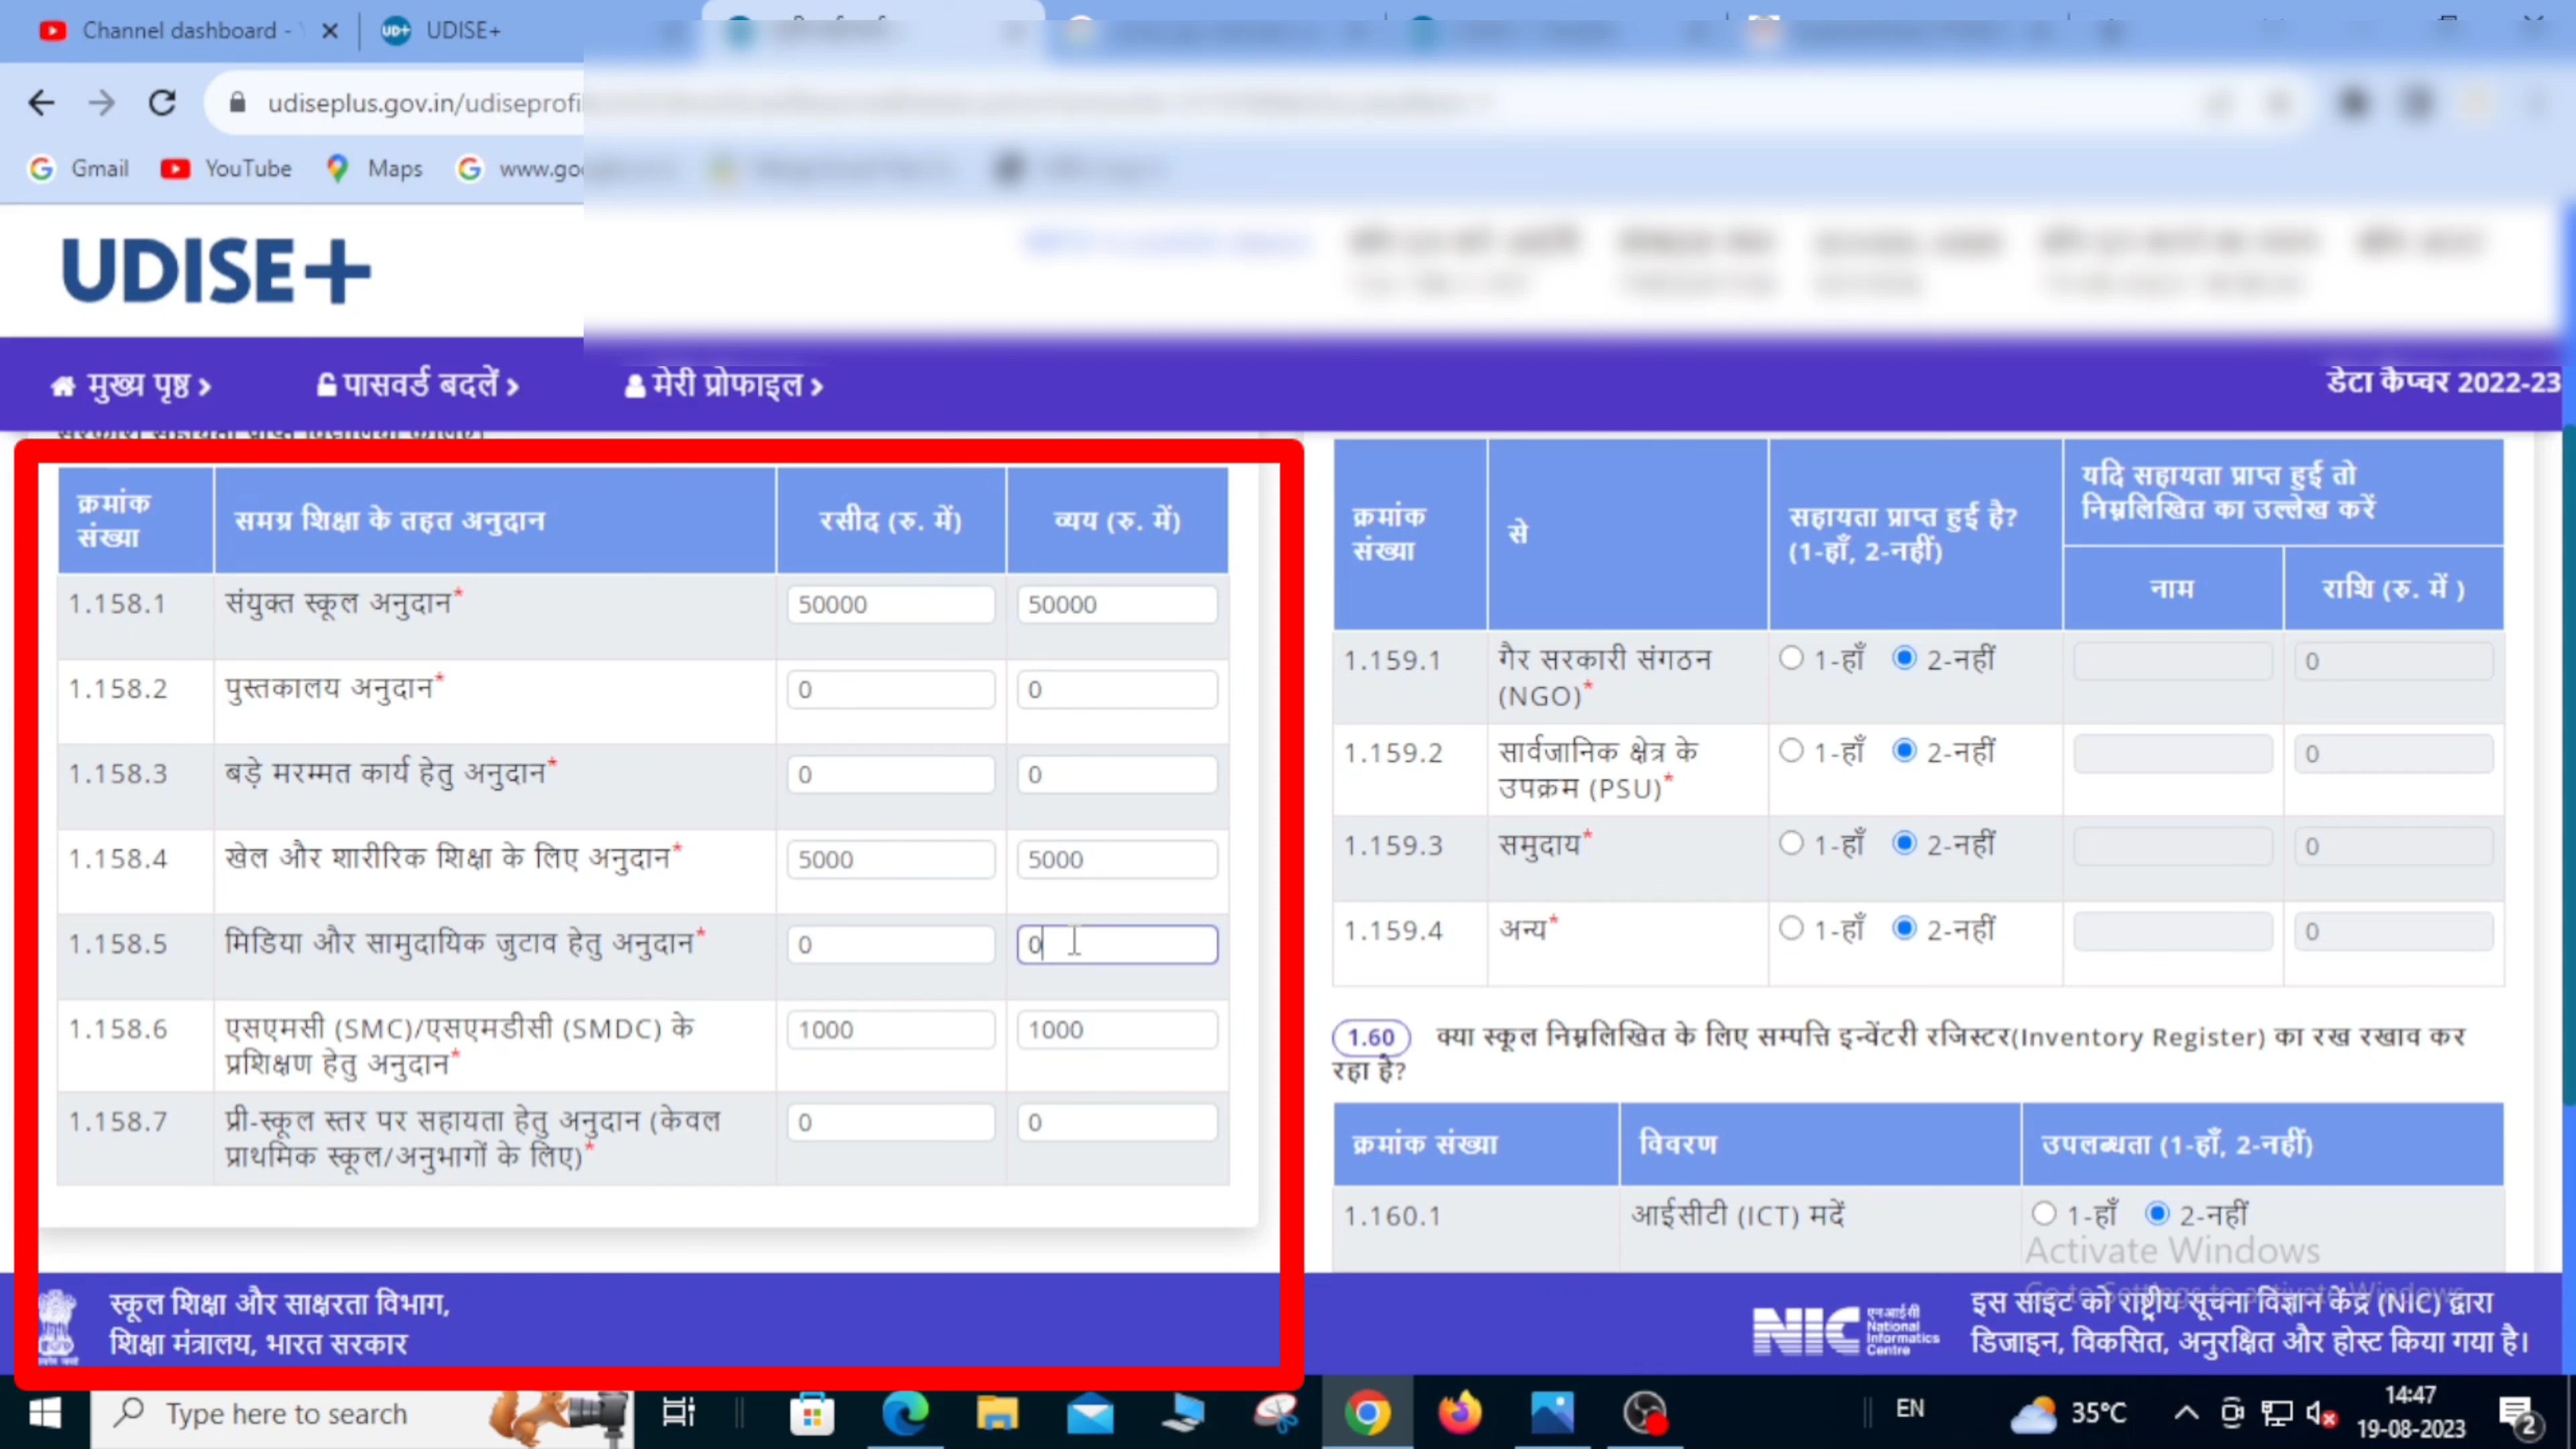 Channel dashboard -
UDISE+
udiseplus.gov.in/udiseprofi
Gmail
YouTube
Maps
www.go
UDISE+
मुख्य पृष्ठ
पासवर्ड बदलें
मेरी प्रोफाइल
डेटा कैप्चर 2022-23
क्रमांक संख्या समग्र शिक्षा के तहत अनुदान रसीद (रु. में) व्यय (रु. में)
1.158.1 संयुक्त स्कूल अनुदान* 50000 50000
1.158.2 पुस्तकालय अनुदान* 0 0
1.158.3 बड़े मरम्मत कार्य हेतु अनुदान* 0 0
1.158.4 खेल और शारीरिक शिक्षा के लिए अनुदान* 5000 5000
1.158.5 मिडिया और सामुदायिक जुटाव हेतु अनुदान* 0 0
1.158.6 एसएमसी (SMC)/एसएमडीसी (SMDC) के 1000 1000
प्रशिक्षण हेतु अनुदान*
1.158.7 प्री-स्कूल स्तर पर सहायता हेतु अनुदान (केवल 0 0
प्राथमिक स्कूल/अनुभागों के लिए)*
क्रमांक संख्या से सहायता प्राप्त हुई है? (1-हाँ, 2-नहीं)
यदि सहायता प्राप्त हुई तो
निम्नलिखित का उल्लेख करें
नाम राशि (रु. में )
1.159.1 गैर सरकारी संगठन 1-हाँ 2-नहीं 0
(NGO)*
1.159.2 सार्वजानिक क्षेत्र के 1-हाँ 2-नहीं 0
उपक्रम (PSU)*
1.159.3 समुदाय* 1-हाँ 2-नहीं 0
1.159.4 अन्य* 1-हाँ 2-नहीं 0
1.60 क्या स्कूल निम्नलिखित के लिए सम्पत्ति इन्वेंटरी रजिस्टर(Inventory Register) का रख रखाव कर
रहा है?
क्रमांक संख्या विवरण उपलब्धता (1-हाँ, 2-नहीं)
1.160.1 आईसीटी (ICT) मदें 1-हाँ 2-नहीं
Activate Windows
Go to Settings to activate Windows.
स्कूल शिक्षा और साक्षरता विभाग,
शिक्षा मंत्रालय, भारत सरकार
NIC एनआईसी
National
Informatics
Centre
इस साइट को राष्ट्रीय सूचना विज्ञान केंद्र (NIC) द्वारा
डिजाइन, विकसित, अनुरक्षित और होस्ट किया गया है।
Type here to search
EN
35°C
14:47
19-08-2023
2